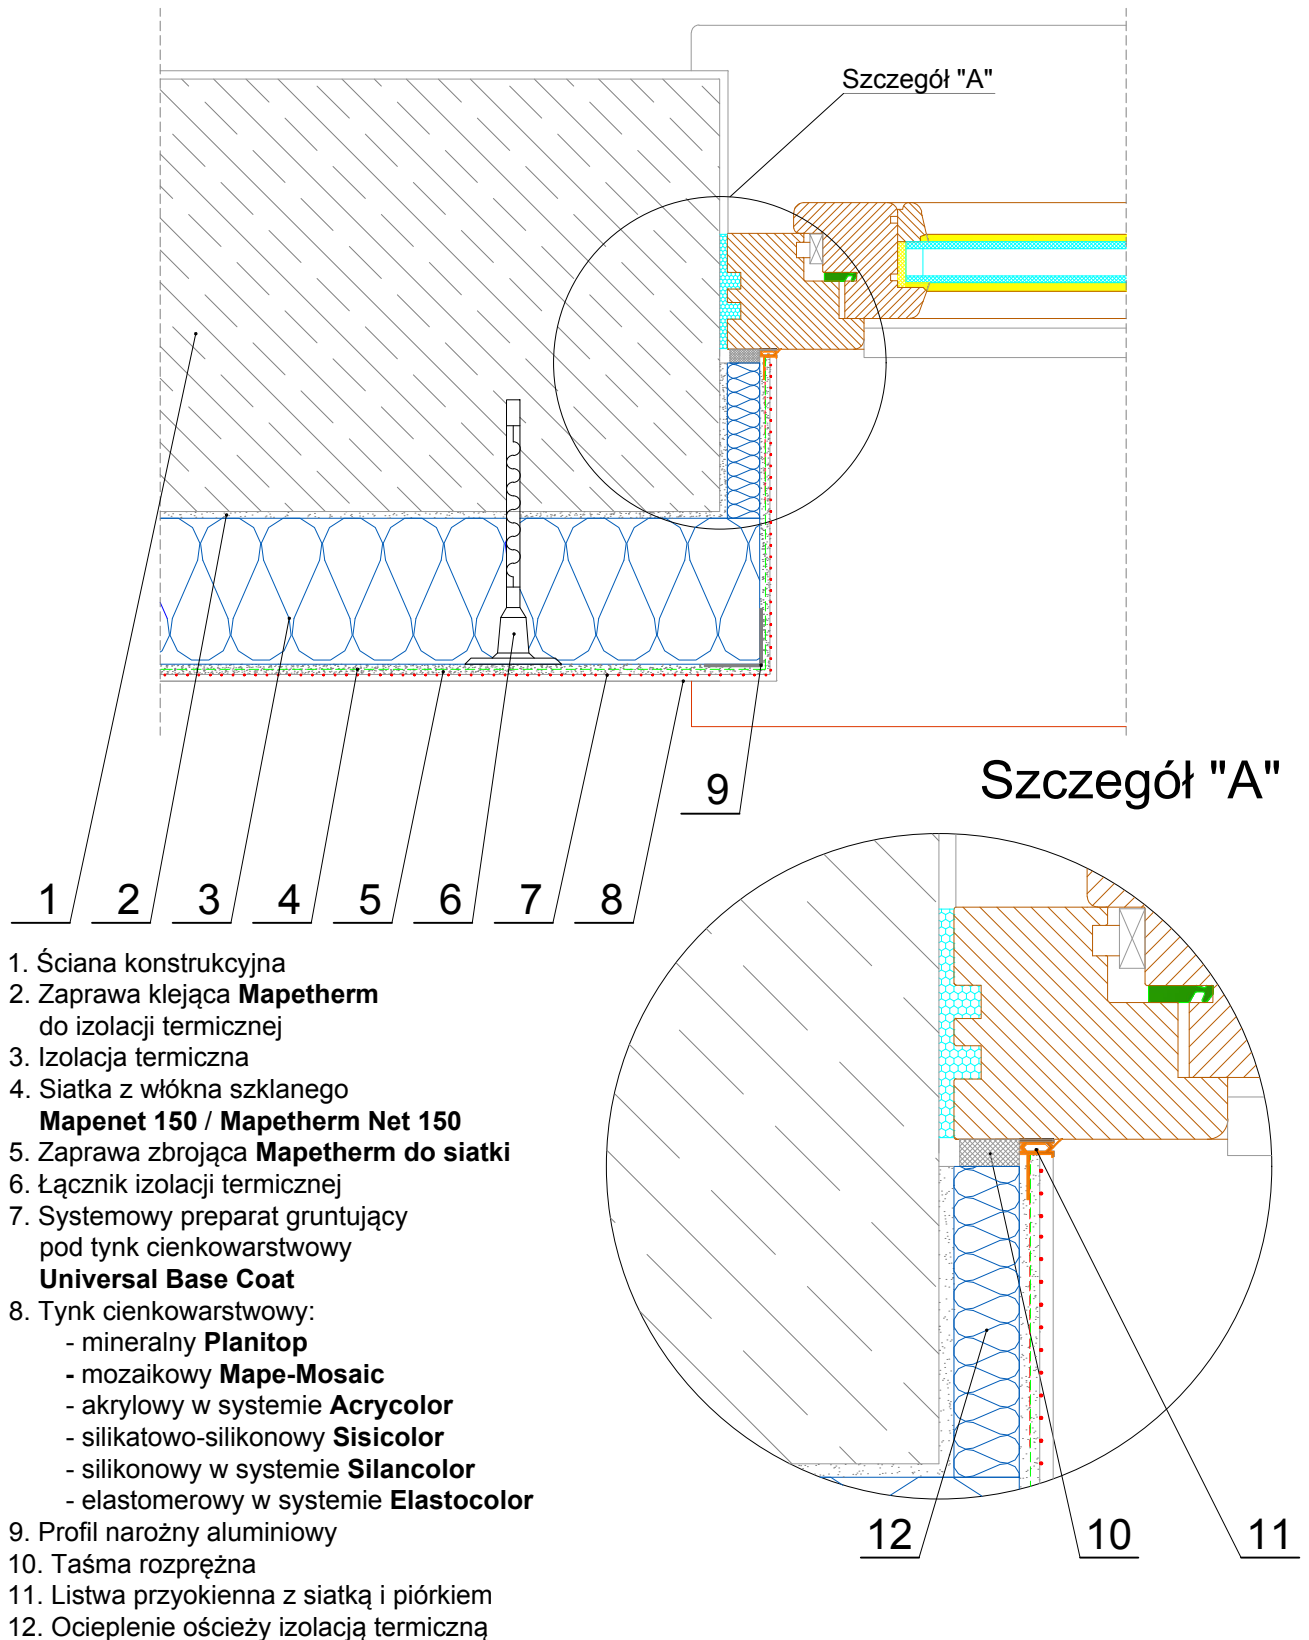 Szczegół "A"
9
Szczegół "A"
1 2 3 4 5 6 7 8
1. Ściana konstrukcyjna
2. Zaprawa klejąca Mapetherm
do izolacji termicznej
3. Izolacja termiczna
4. Siatka z włókna szklanego
Mapenet 150 / Mapetherm Net 150
5. Zaprawa zbrojąca Mapetherm do siatki
6. Łącznik izolacji termicznej
7. Systemowy preparat gruntujący
pod tynk cienkowarstwowy
Universal Base Coat
8. Tynk cienkowarstwowy:
- mineralny Planitop
- mozaikowy Mape-Mosaic
- akrylowy w systemie Acrycolor
- silikatowo-silikonowy Sisicolor
- silikonowy w systemie Silancolor
- elastomerowy w systemie Elastocolor
9. Profil narożny aluminiowy
10. Taśma rozprężna
11. Listwa przyokienna z siatką i piórkiem
12. Ocieplenie ościeży izolacją termiczną
12 10 11